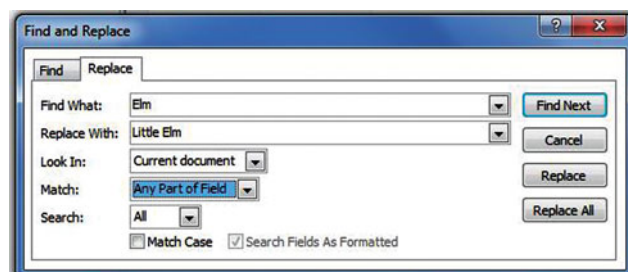 Find and Replace
Find Replace
Find What: Elm Find Next
Replace With: Little Elm Cancel
Look In: Current document
Match: Any Part of Field Replace
Search: All Replace All
Match Case Search Fields As Formatted